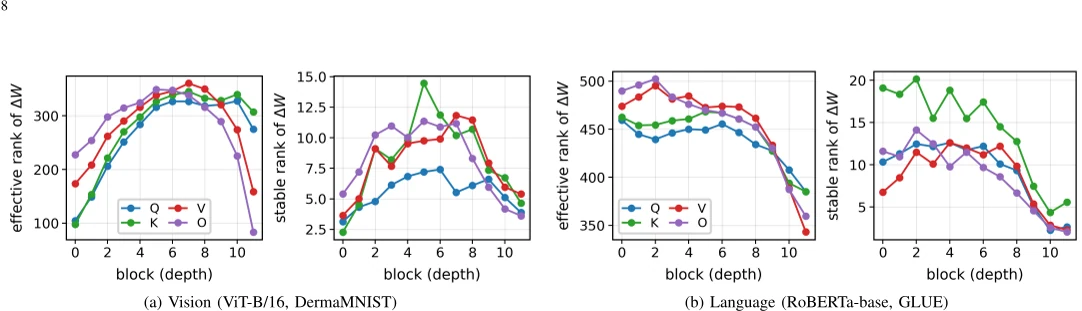 8
effective rank of ΔW
300
200
100
0 2 4 6 8 10
block (depth)
Q V
K O
stable rank of ΔW
15.0
12.5
10.0
7.5
5.0
2.5
0 2 4 6 8 10
block (depth)
(a) Vision (ViT-B/16, DermaMNIST)
effective rank of ΔW
500
450
400
350
0 2 4 6 8 10
block (depth)
Q V
K O
stable rank of ΔW
20
15
10
5
0 2 4 6 8 10
block (depth)
(b) Language (RoBERTa-base, GLUE)